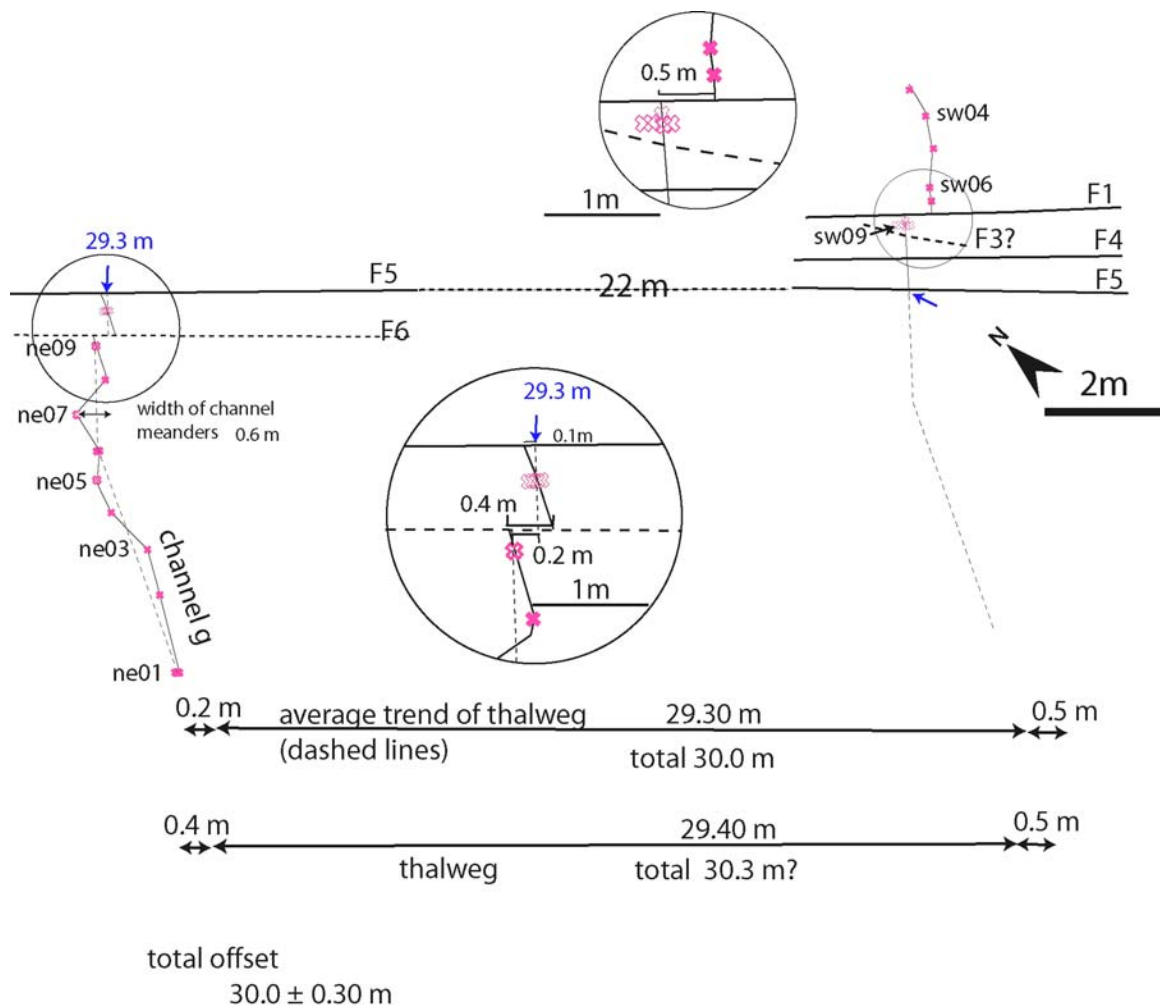 0.5 m
sw04
1m
sw06
F1
29.3 m
sw09
F3?
F4
F5
22 m
F5
F6
ne09
N
2m
29.3 m
ne07
width of channel
meanders 0.6 m
0.1m
ne05
0.4 m
ne03
0.2 m
channel g
1m
ne01
0.2 m
average trend of thalweg
29.30 m
0.5 m
(dashed lines)
total 30.0 m
0.4 m
29.40 m
0.5 m
thalweg
total 30.3 m?
total offset
30.0 ± 0.30 m